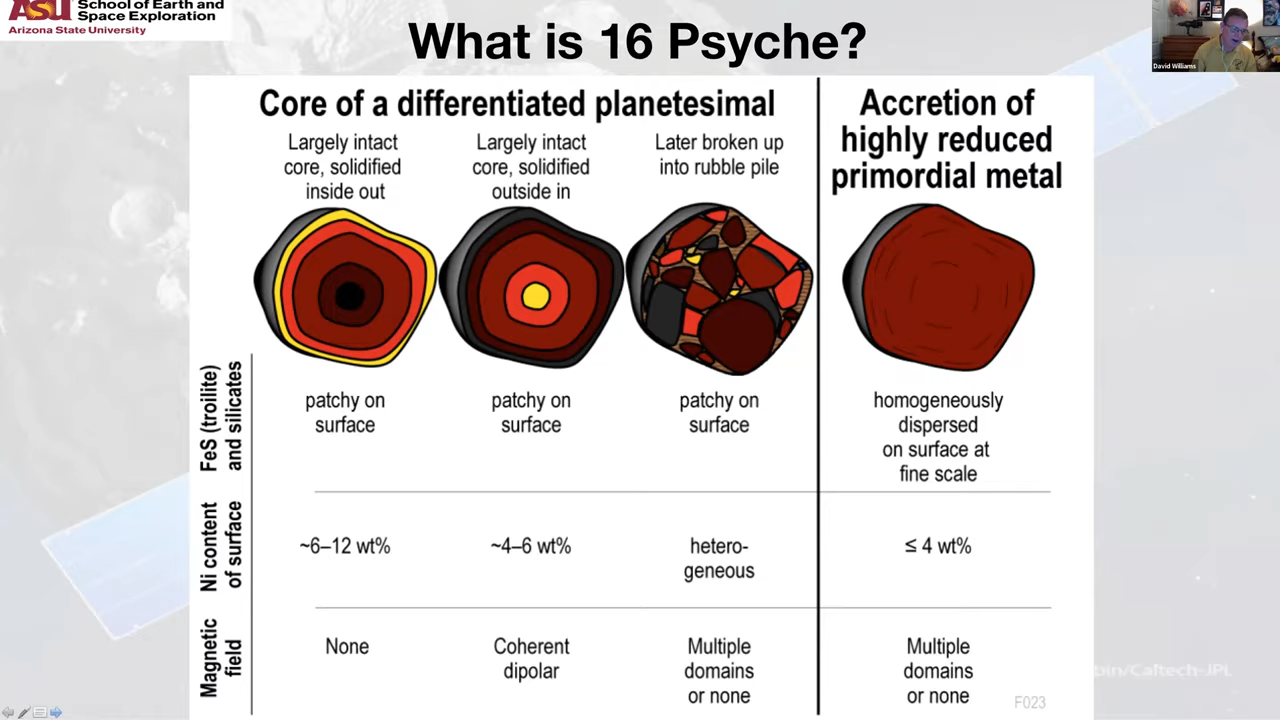 ASU School of Earth and
Space Exploration
Arizona State University
What is 16 Psyche?
David Williams
Core of a differentiated planetesimal
Largely intact
core, solidified
inside out
Largely intact
core, solidified
outside in
Later broken up
into rubble pile
Accretion of
highly reduced
primordial metal
FeS (troilite)
and silicates
patchy on
surface
patchy on
surface
patchy on
surface
homogeneously
dispersed
on surface at
fine scale
Ni content
of surface
~6–12 wt%
~4–6 wt%
hetero-
geneous
≤ 4 wt%
Magnetic
field
None
Coherent
dipolar
Multiple
domains
or none
Multiple
domains
or none
F023
bin/Caltech-JPL